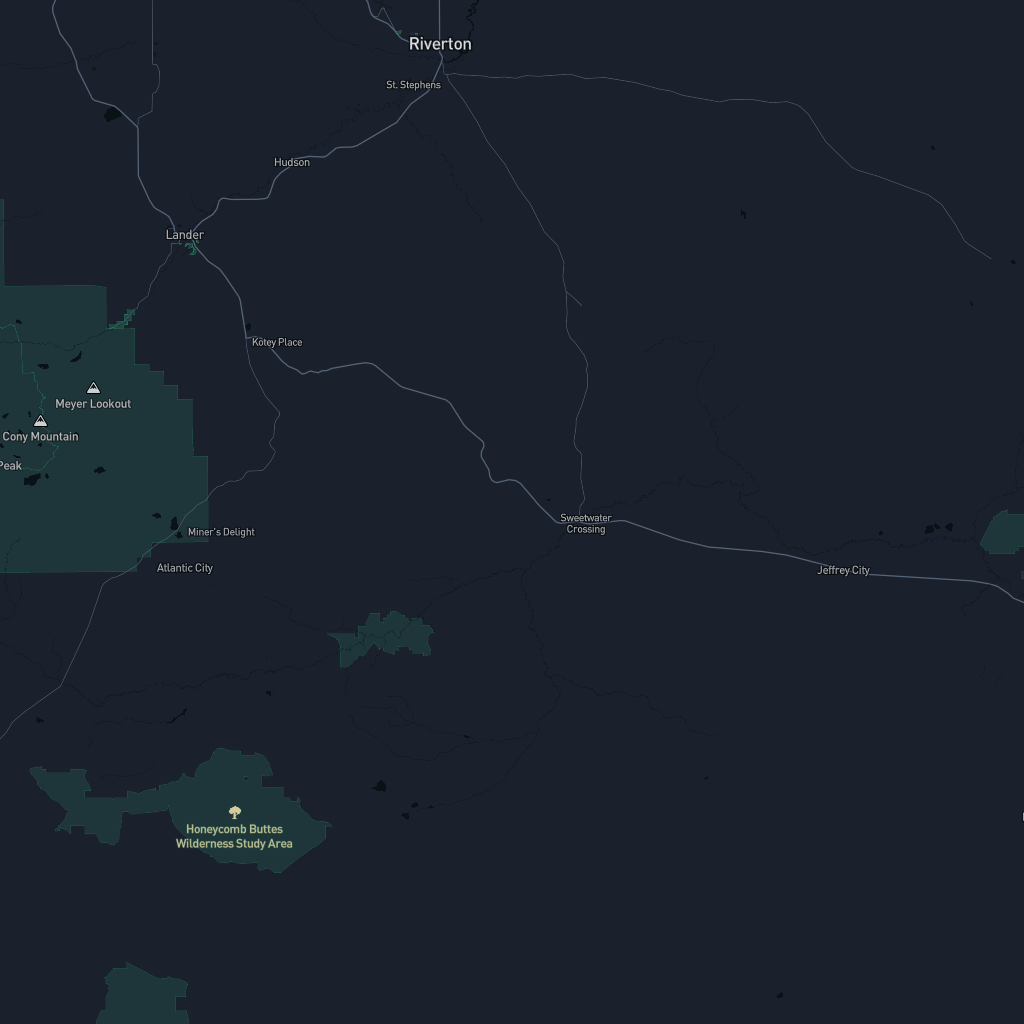 Riverton
St. Stephens
Hudson
Lander
Kotey Place
Meyer Lookout
Cony Mountain
Peak
Sweetwater
Crossing
Miner's Delight
Atlantic City
Jeffrey City
Honeycomb Buttes
Wilderness Study Area